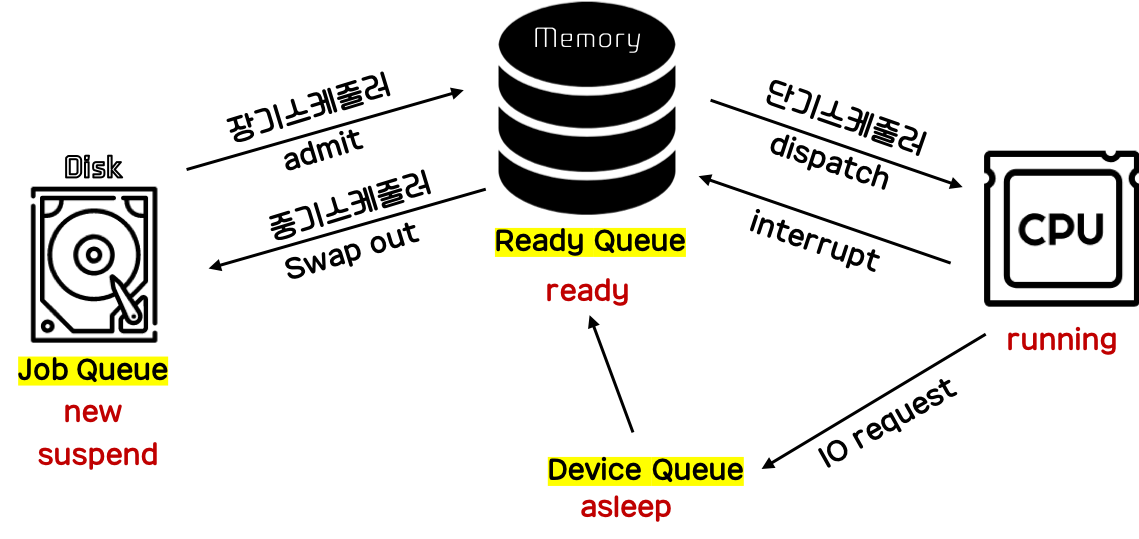 Memory
장기스케줄러
admit
단기스케줄러
dispatch
Disk
중기스케줄러
Swap out
CPU
interrupt
Ready Queue
ready
running
Job Queue
new
suspend
IO request
Device Queue
asleep